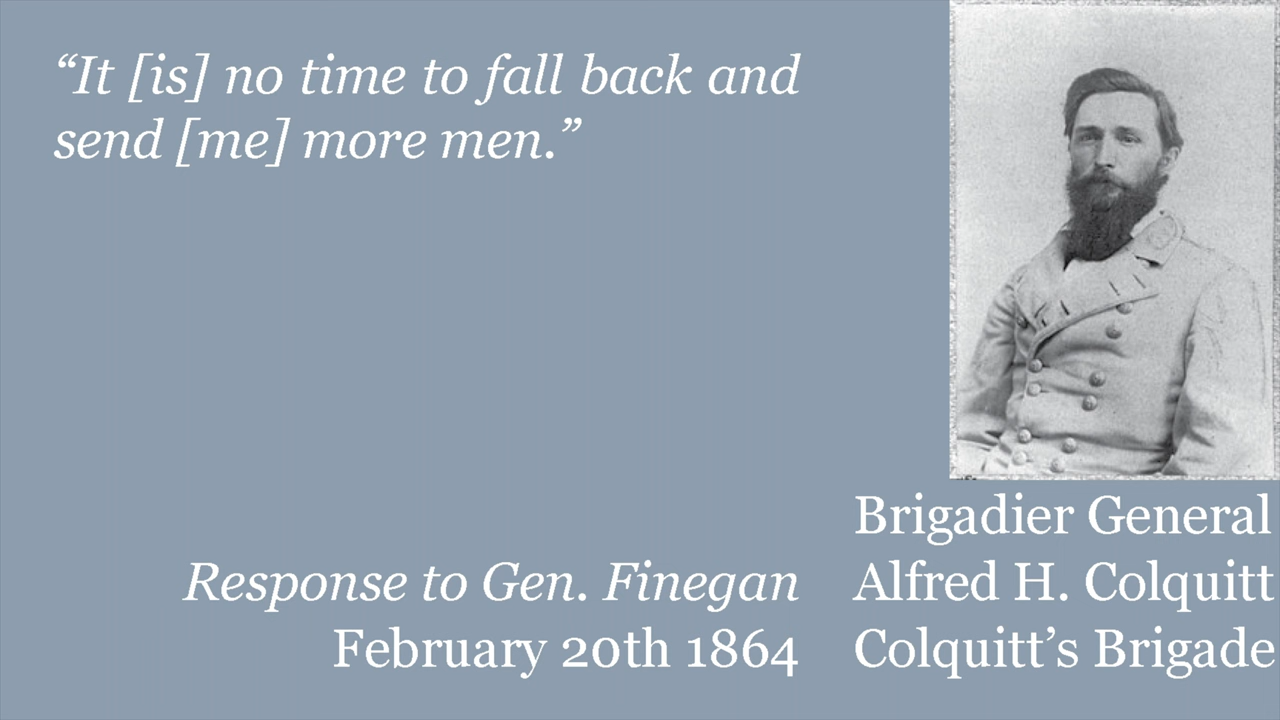 “It [is] no time to fall back and
send [me] more men.”
Response to Gen. Finegan
February 20th 1864
Brigadier General
Alfred H. Colquitt
Colquitt’s Brigade